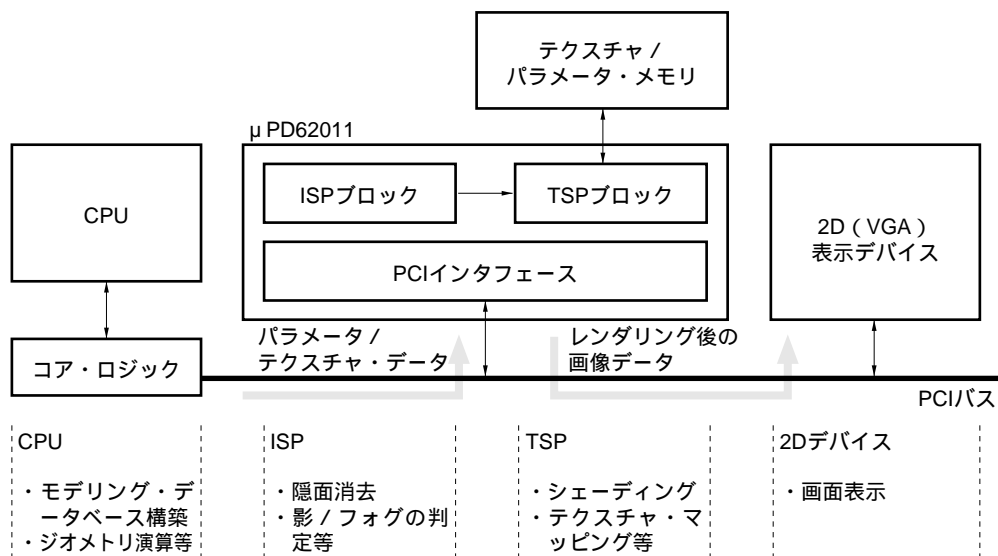 テクスチャ /
パラメータ・メモリ
μ PD62011
CPU
ISPブロック
TSPブロック
PCIインタフェース
2D ( VGA )
表示デバイス
コア・ロジック
パラメータ /
テクスチャ・データ
レンダリング後の
画像データ
PCIバス
CPU
・モデリング・デ
ータベース構築
・ジオメトリ演算等
ISP
・隠面消去
・影 / フォグの判
定等
TSP
・シェーディング
・テクスチャ・マ
ッピング等
2Dデバイス
・画面表示